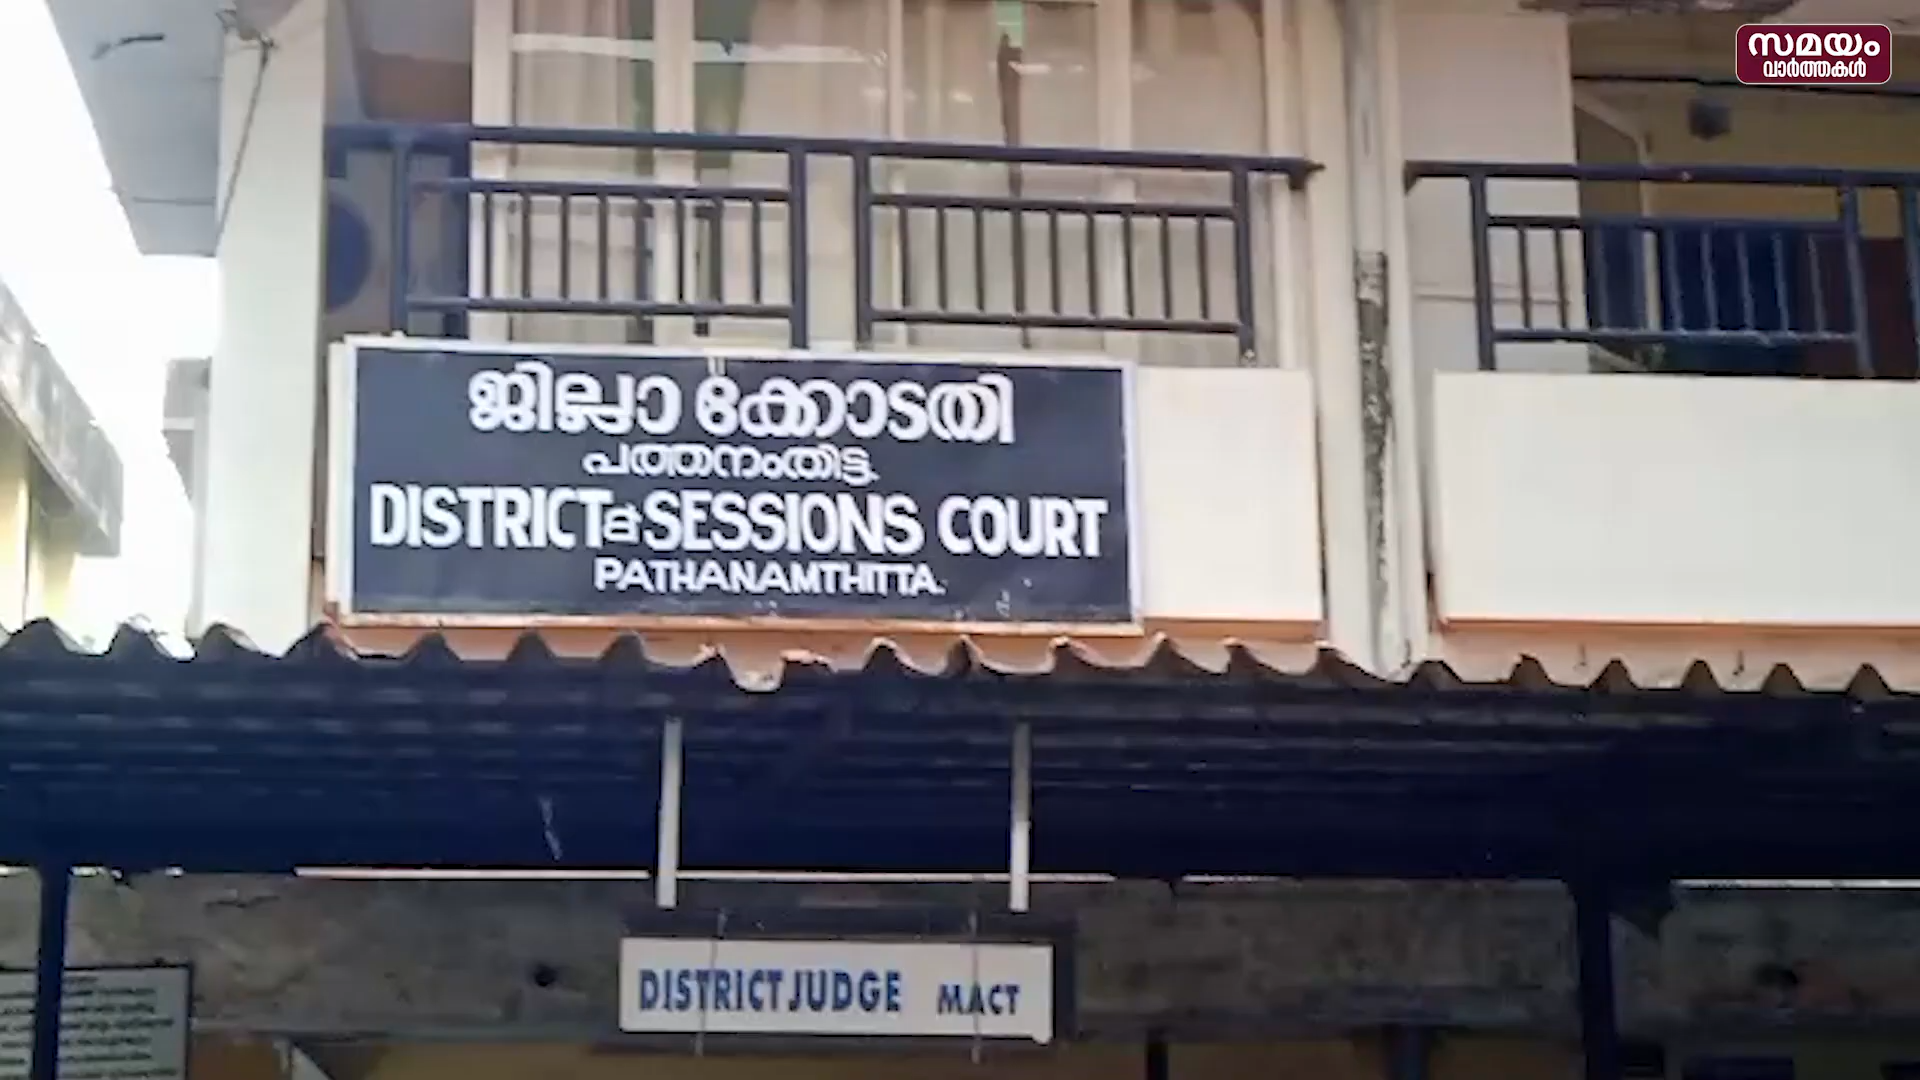 സമയം
വാർത്തകൾ
ജില്ലാ ക്കോടതി
പത്തനംതിട്ട.
DISTRICT & SESSIONS COURT
PATHANAMTHITTA.
DISTRICT JUDGE MACT